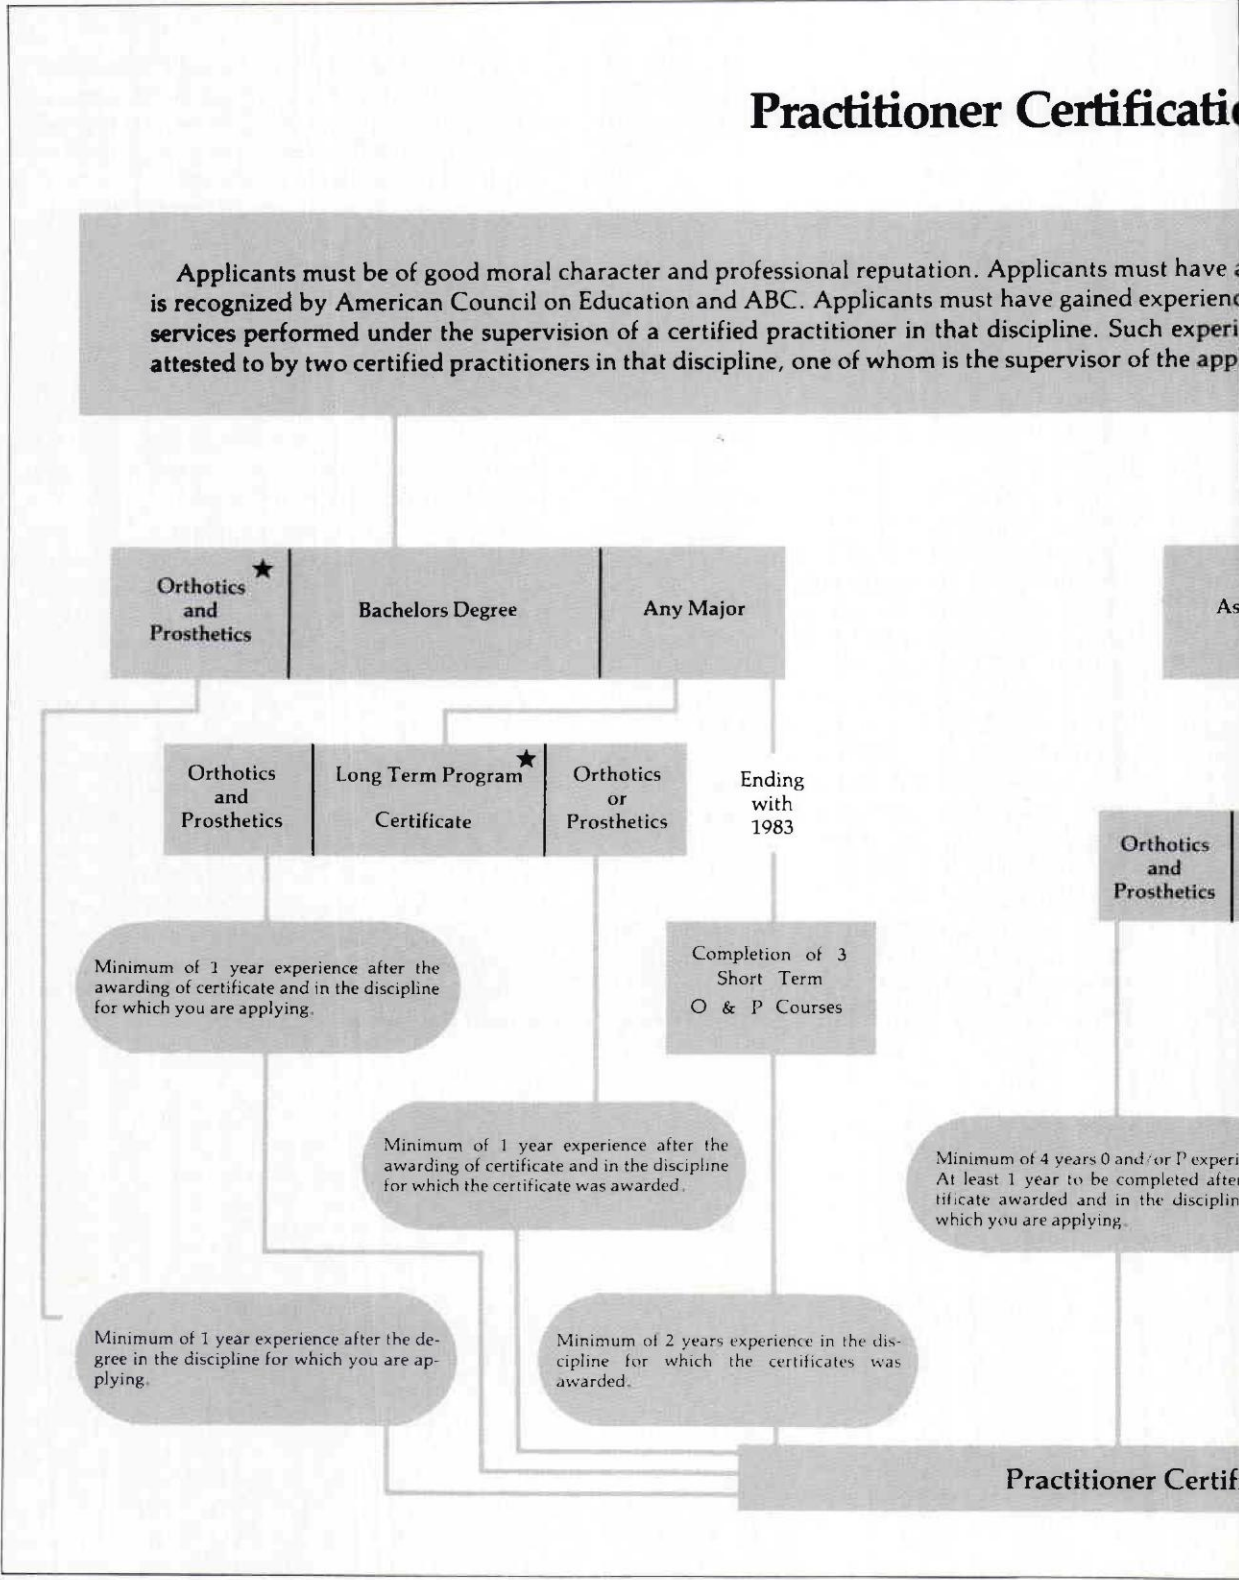 Practitioner Certificatio
Applicants must be of good moral character and professional reputation. Applicants must have a
is recognized by American Council on Education and ABC. Applicants must have gained experienc
services performed under the supervision of a certified practitioner in that discipline. Such experi
attested to by two certified practitioners in that discipline, one of whom is the supervisor of the app
Orthotics
and
Prosthetics
Bachelors Degree
Any Major
As
Orthotics
and
Prosthetics
Long Term Program
Certificate
Orthotics
or
Prosthetics
Ending
with
1983
Orthotics
and
Prosthetics
Minimum of 1 year experience after the
awarding of certificate and in the discipline
for which you are applying.
Completion of 3
Short Term
O & P Courses
Minimum of 1 year experience after the
awarding of certificate and in the discipline
for which the certificate was awarded.
Minimum of 4 years 0 and/or P experi
At least 1 year to be completed after
tificate awarded and in the disciplin
which you are applying.
Minimum of 1 year experience after the de-
gree in the discipline for which you are ap-
plying.
Minimum of 2 years experience in the dis-
cipline for which the certificates was
awarded.
Practitioner Certif